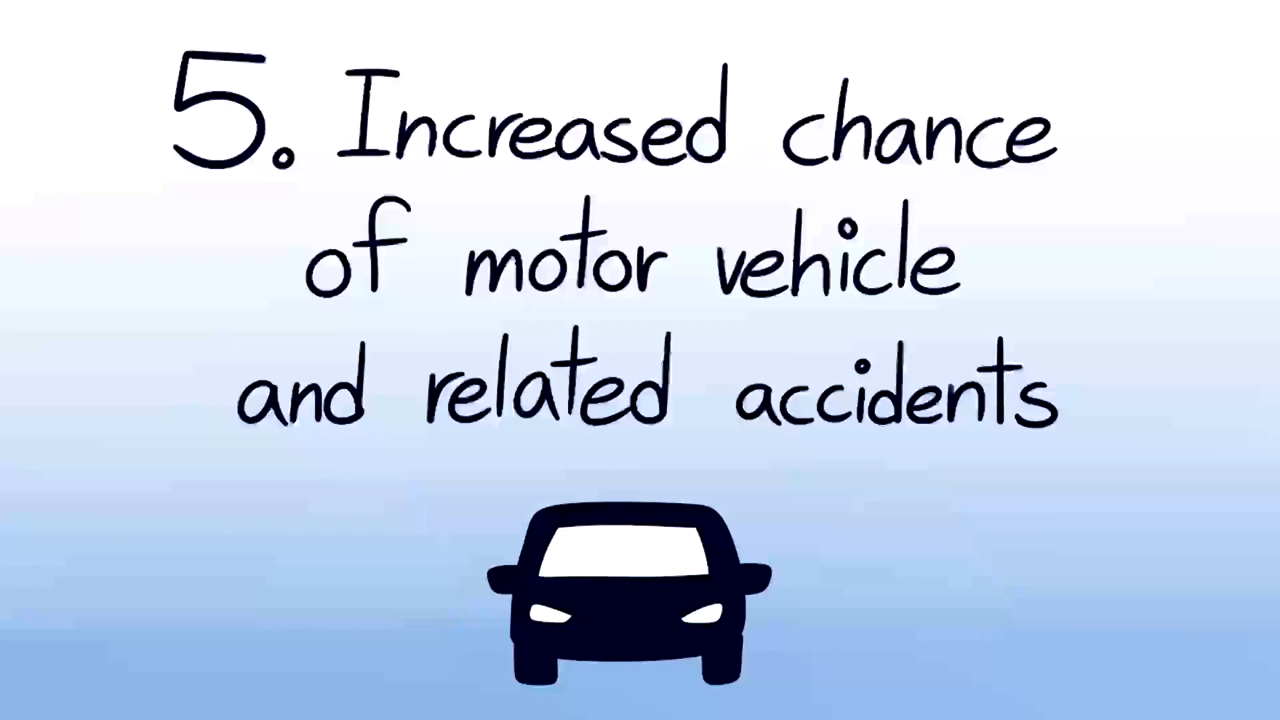 5. Increased chance
of motor vehicle
and related accidents